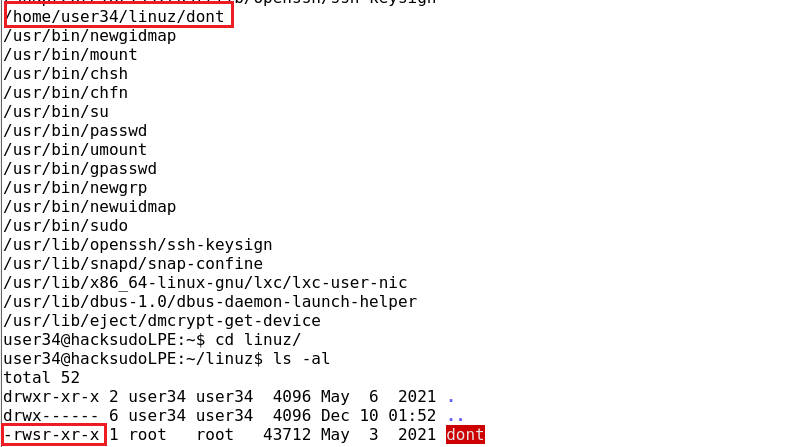 /home/user34/linuz/dont
/usr/bin/newgidmap
/usr/bin/mount
/usr/bin/chsh
/usr/bin/chfn
/usr/bin/su
/usr/bin/passwd
/usr/bin/umount
/usr/bin/gpasswd
/usr/bin/newgrp
/usr/bin/newuidmap
/usr/bin/sudo
/usr/lib/openssh/ssh-keysign
/usr/lib/snapd/snap-confine
/usr/lib/x86_64-linux-gnu/lxc/lxc-user-nic
/usr/lib/dbus-1.0/dbus-daemon-launch-helper
/usr/lib/eject/dmcrypt-get-device
user34@hacksudoLPE:~$ cd linuz/
user34@hacksudoLPE:~/linuz$ ls -al
total 52
drwxr-xr-x 2 user34 user34  4096 May  6  2021 .
drwx------ 6 user34 user34  4096 Dec 10 01:52 ..
-rwsr-xr-x 1 root   root   43712 May  3  2021 dont